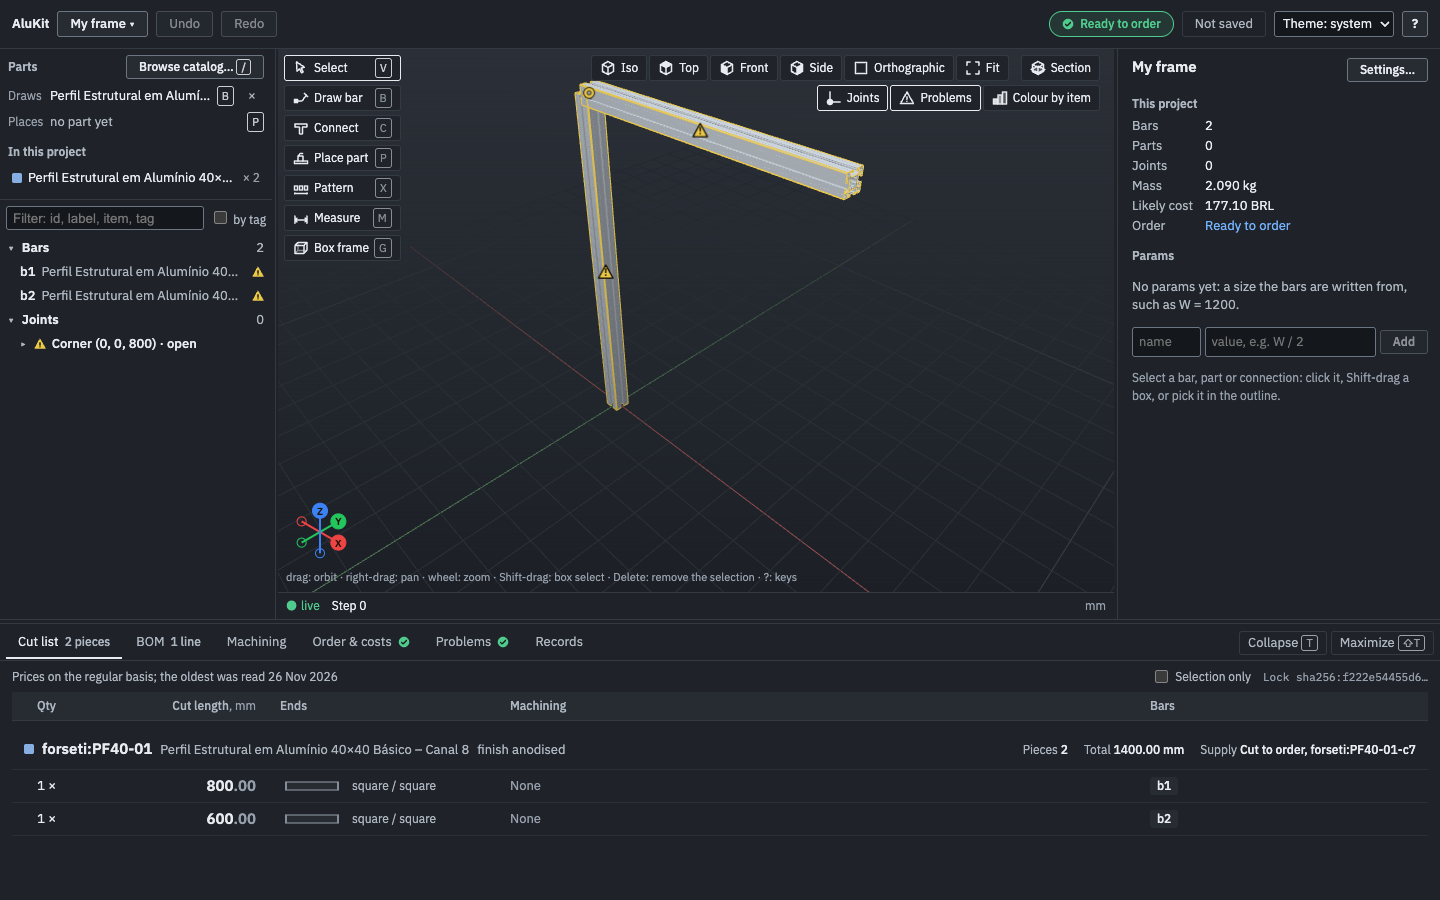 AluKit My frame ▾ Undo Redo Ready to order Not saved Theme: system ?
Parts Browse catalog... /
Draws Perfil Estrutural em Alumí... B ×
Places no part yet P
In this project
Perfil Estrutural em Alumínio 40×... × 2
Filter: id, label, item, tag by tag
Bars 2
b1 Perfil Estrutural em Alumínio 40...
b2 Perfil Estrutural em Alumínio 40...
Joints 0
Corner (0, 0, 800) · open
Select V
Draw bar B
Connect C
Place part P
Pattern X
Measure M
Box frame G
Iso Top Front Side Orthographic Fit Section
Joints Problems Colour by item
Z
Y
X
drag: orbit · right-drag: pan · wheel: zoom · Shift-drag: box select · Delete: remove the selection · ?: keys
live Step 0 mm
My frame Settings...
This project
Bars 2
Parts 0
Joints 0
Mass 2.090 kg
Likely cost 177.10 BRL
Order Ready to order
Params
No params yet: a size the bars are written from,
such as W = 1200.
name value, e.g. W / 2 Add
Select a bar, part or connection: click it, Shift-drag a
box, or pick it in the outline.
Cut list 2 pieces BOM 1 line Machining Order & costs Problems Records Collapse T Maximize ⇧T
Prices on the regular basis; the oldest was read 26 Nov 2026 Selection only Lock sha256:f222e54455d6…
Qty Cut length, mm Ends Machining Bars
forseti:PF40-01 Perfil Estrutural em Alumínio 40×40 Básico – Canal 8 finish anodised Pieces 2 Total 1400.00 mm Supply Cut to order, forseti:PF40-01-c7
1 × 800.00 square / square None b1
1 × 600.00 square / square None b2